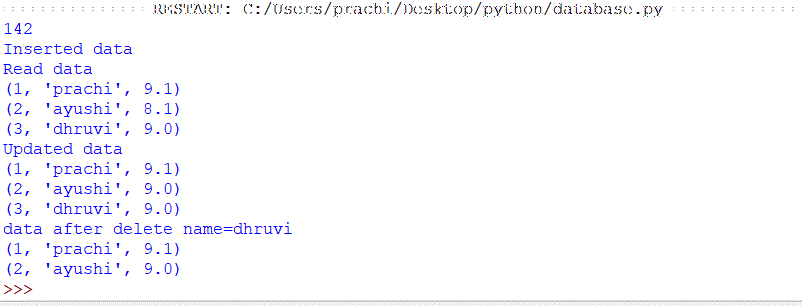 RESTART: C:/Users/prachi/Desktop/python/database.py
142
Inserted data
Read data
(1, 'prachi', 9.1)
(2, 'ayushi', 8.1)
(3, 'dhruvi', 9.0)
Updated data
(1, 'prachi', 9.1)
(2, 'ayushi', 9.0)
(3, 'dhruvi', 9.0)
data after delete name=dhruvi
(1, 'prachi', 9.1)
(2, 'ayushi', 9.0)
>>>